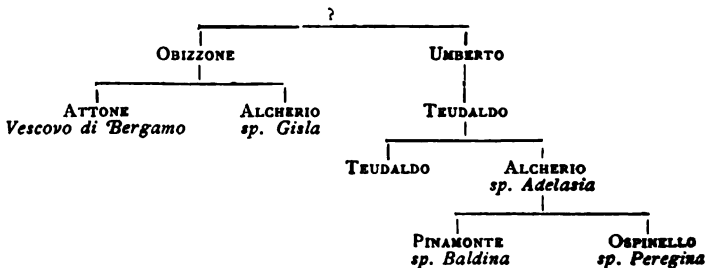 ?
OBIZZONE UMBERTO
ATTONE ALCHERIO TEUDALDO
Vescovo di Bergamo sp. Gisla
TEUDALDO ALCHERIO
sp. Adelasia
PINAMONTE OSPINELLO
sp. Baldina sp. Peregina